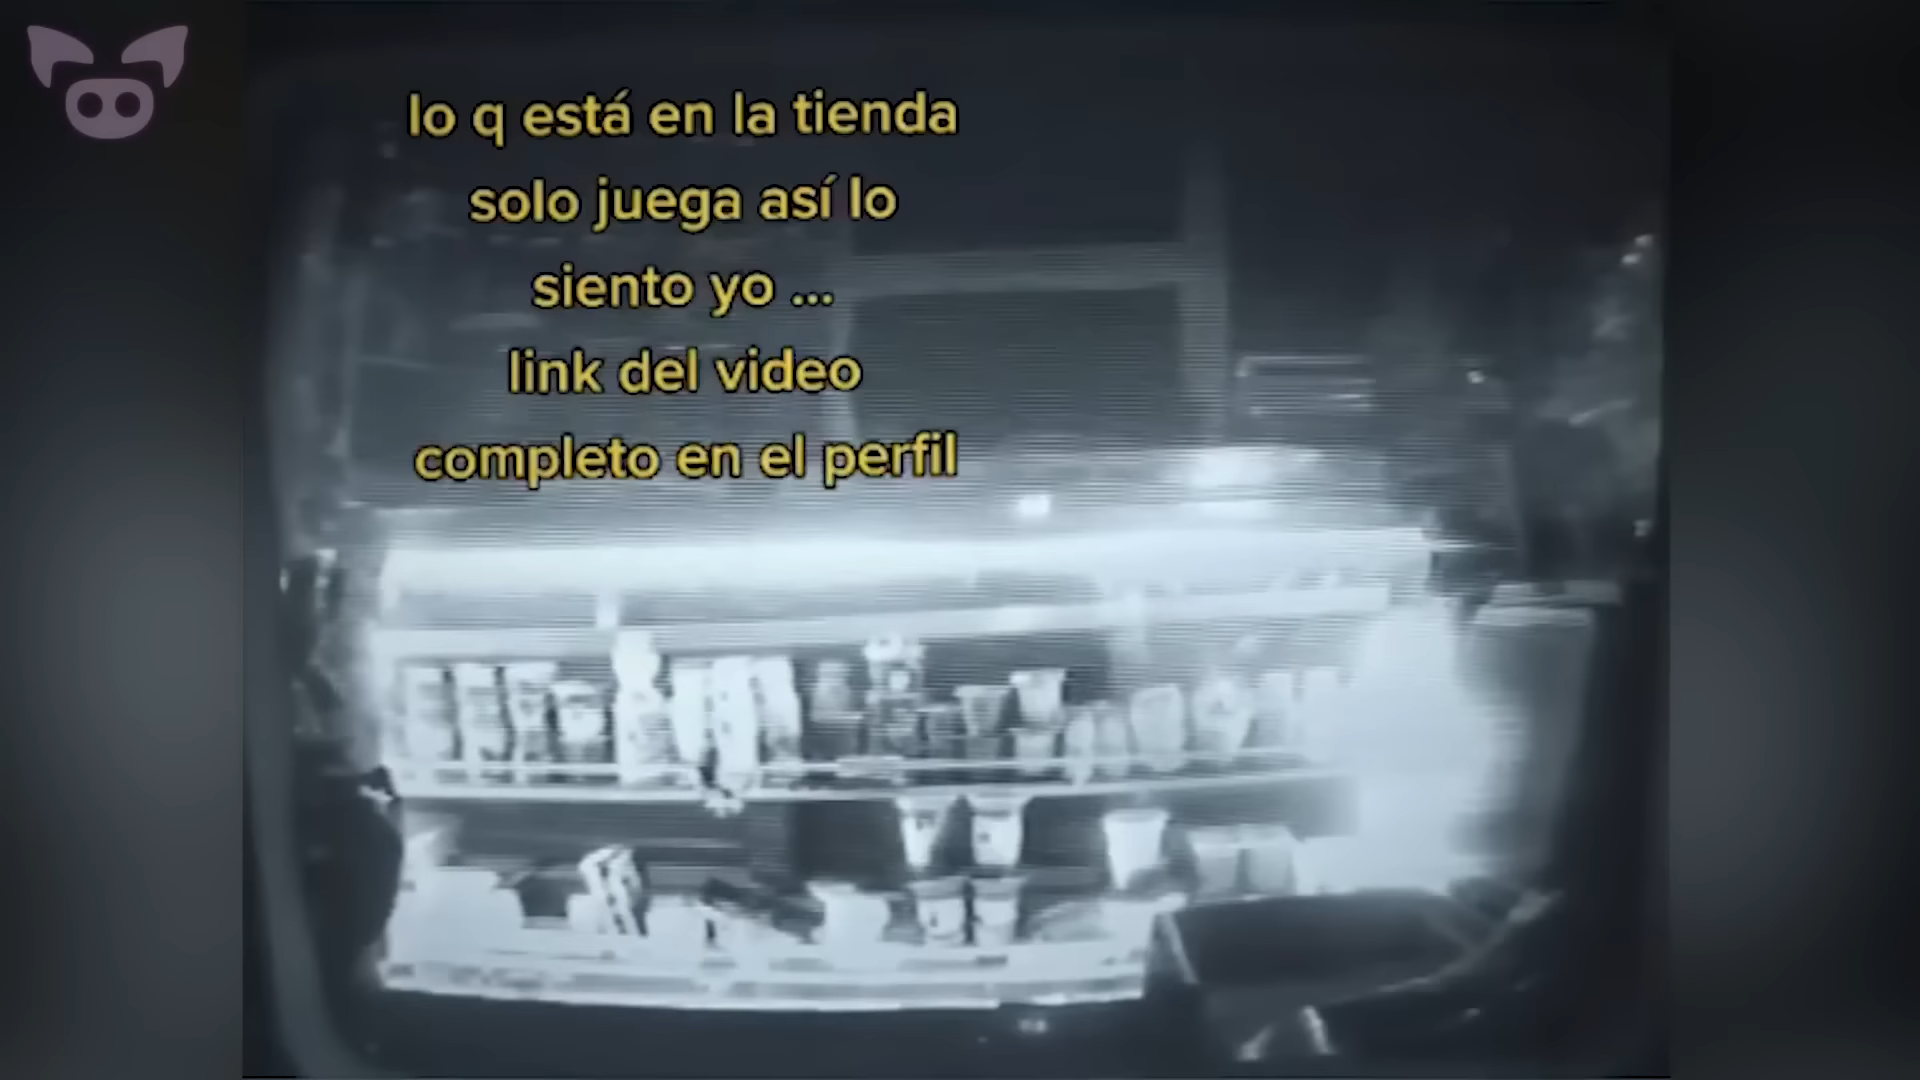 lo q está en la tienda
solo juega así lo
siento yo ...
link del video
completo en el perfil